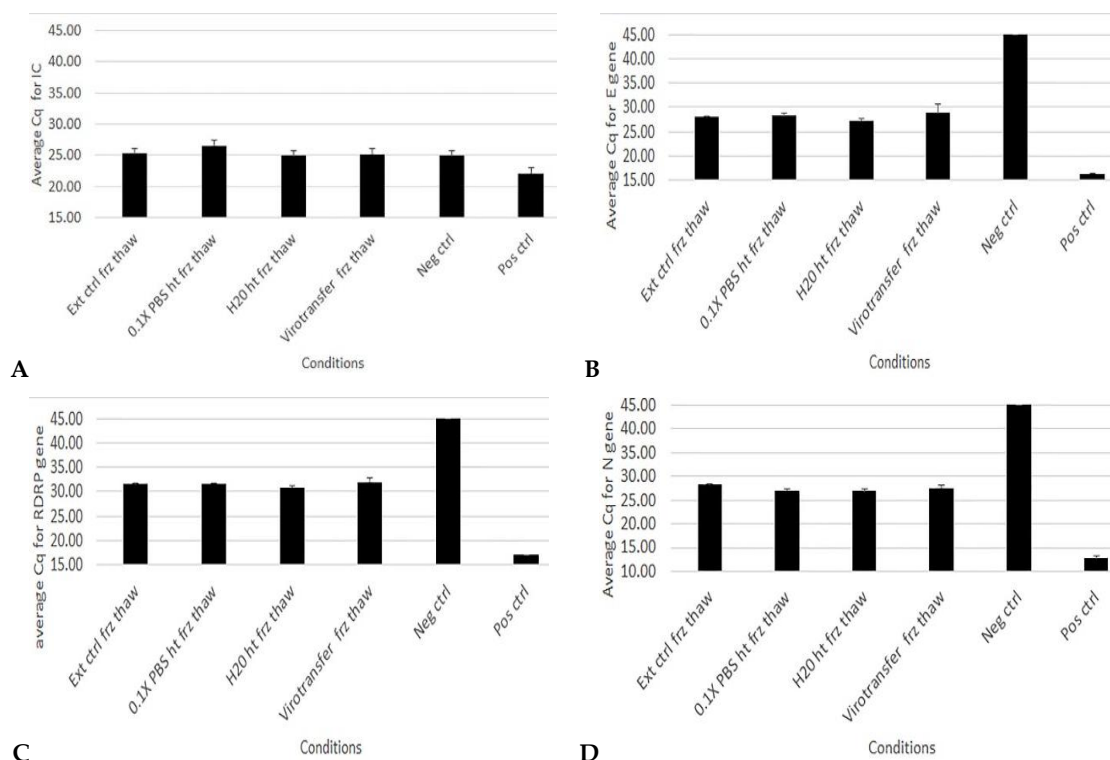 45.00
40.00
35.00
30.00
25.00
20.00
15.00
Average Cq for IC
Ext ctrl frz thaw
0.1X PBS ht frz thaw
H20 ht frz thaw
Virotransfer frz thaw
Neg ctrl
Pos ctrl
Conditions
A
45.00
40.00
35.00
30.00
25.00
20.00
15.00
Average Cq for E gene
Ext ctrl frz thaw
0.1X PBS ht frz thaw
H20 ht frz thaw
Virotransfer frz thaw
Neg ctrl
Pos ctrl
Conditions
B
45.00
40.00
35.00
30.00
25.00
20.00
15.00
average Cq for RDRP gene
Ext ctrl frz thaw
0.1X PBS ht frz thaw
H20 ht frz thaw
Virotransfer frz thaw
Neg ctrl
Pos ctrl
Conditions
C
45.00
40.00
35.00
30.00
25.00
20.00
15.00
10.00
Average Cq for N gene
Ext ctrl frz thaw
0.1X PBS ht frz thaw
H20 ht frz thaw
Virotransfer frz thaw
Neg ctrl
Pos ctrl
Conditions
D